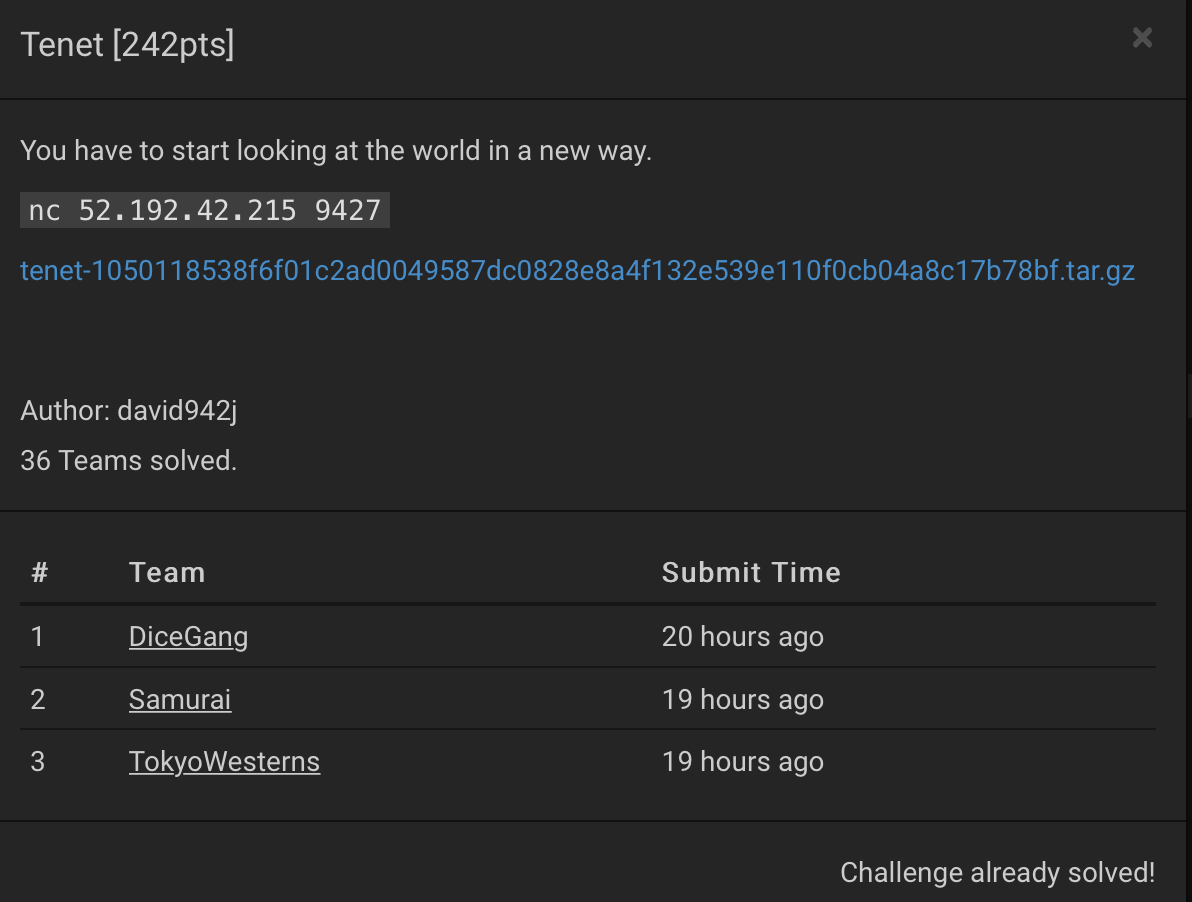 Tenet [242pts]
×
You have to start looking at the world in a new way.
nc 52.192.42.215 9427
tenet-1050118538f6f01c2ad0049587dc0828e8a4f132e539e110f0cb04a8c17b78bf.tar.gz
Author: david942j
36 Teams solved.
# Team Submit Time
1 DiceGang 20 hours ago
2 Samurai 19 hours ago
3 TokyoWesterns 19 hours ago
Challenge already solved!